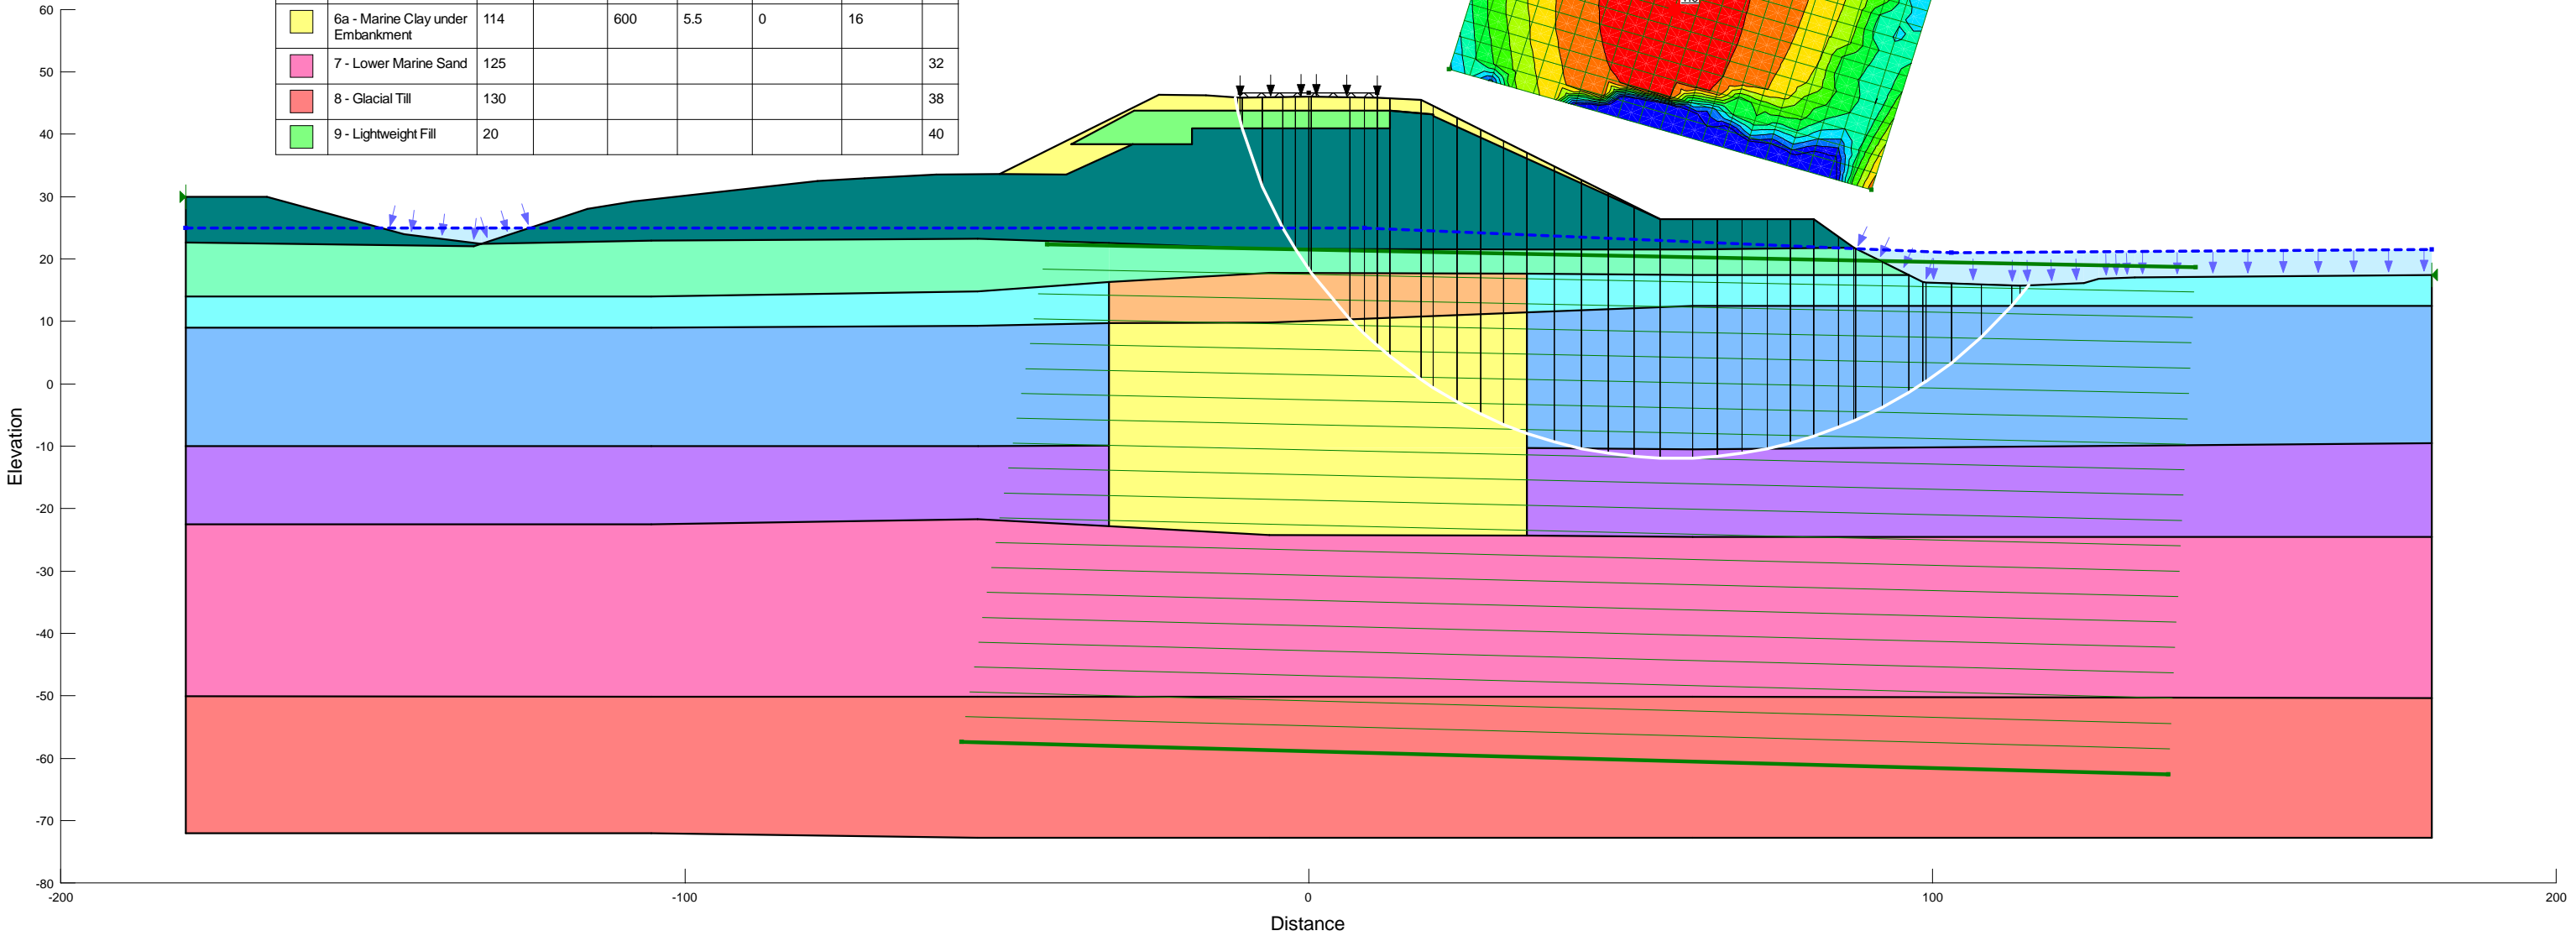 6a - Marine Clay under 114 600 5.5 0 16
Embankment
7 - Lower Marine Sand 125 32
8 - Glacial Till 130 38
9 - Lightweight Fill 20 40
60
50
40
30
20
10
0
-10
-20
-30
-40
-50
-60
-70
-80
Elevation
-200 -100 0 100 200
Distance